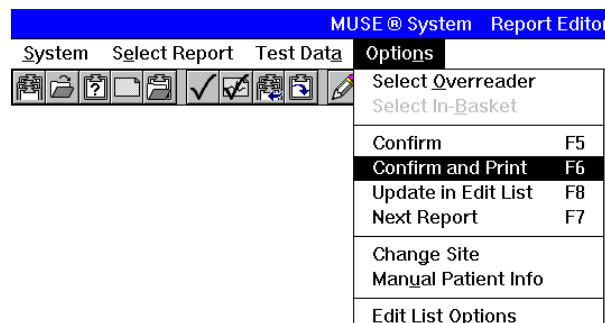 MUSE ® System Report Editor
System Select Report Test Data Options
Select Overreader
Select In-Basket
Confirm F5
Confirm and Print F6
Update in Edit List F8
Next Report F7
Change Site
Manual Patient Info
Edit List Options